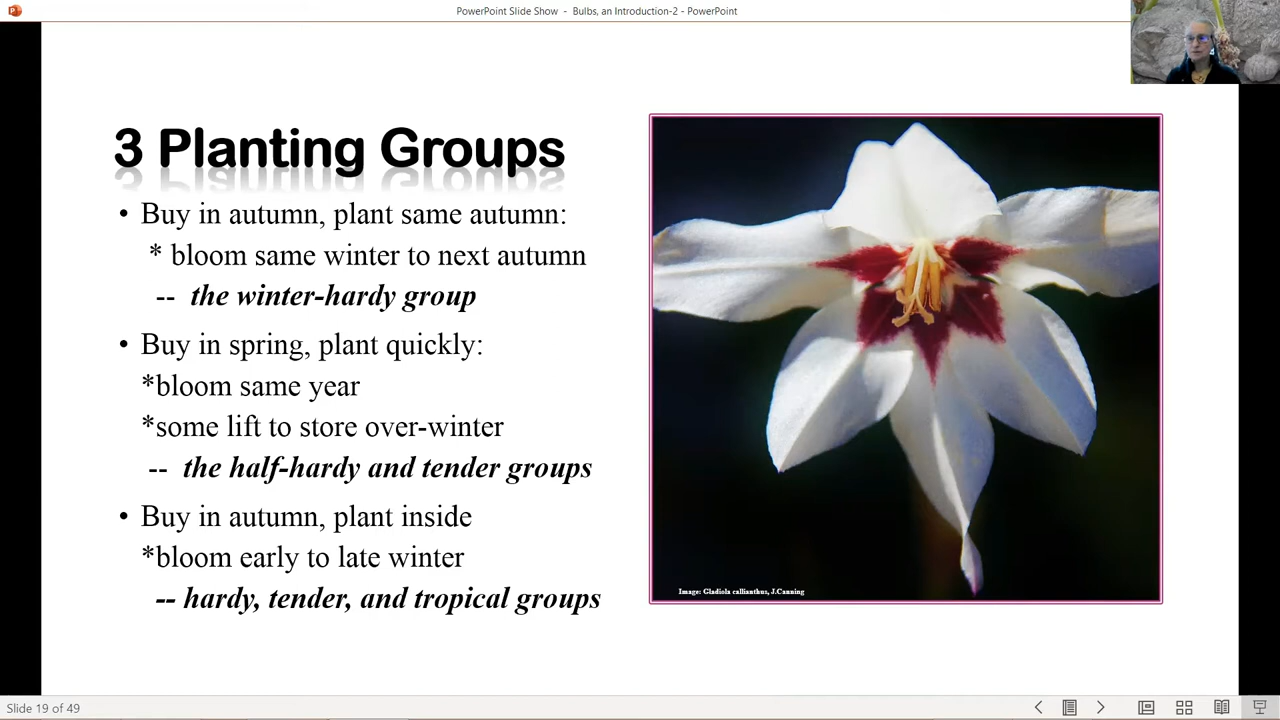 PowerPoint Slide Show - Bulbs, an Introduction-2 - PowerPoint
3 Planting Groups
• Buy in autumn, plant same autumn:
* bloom same winter to next autumn
-- the winter-hardy group
• Buy in spring, plant quickly:
*bloom same year
*some lift to store over-winter
-- the half-hardy and tender groups
• Buy in autumn, plant inside
*bloom early to late winter
-- hardy, tender, and tropical groups
Image: Gladiola callianthus, J.Canning
Slide 19 of 49